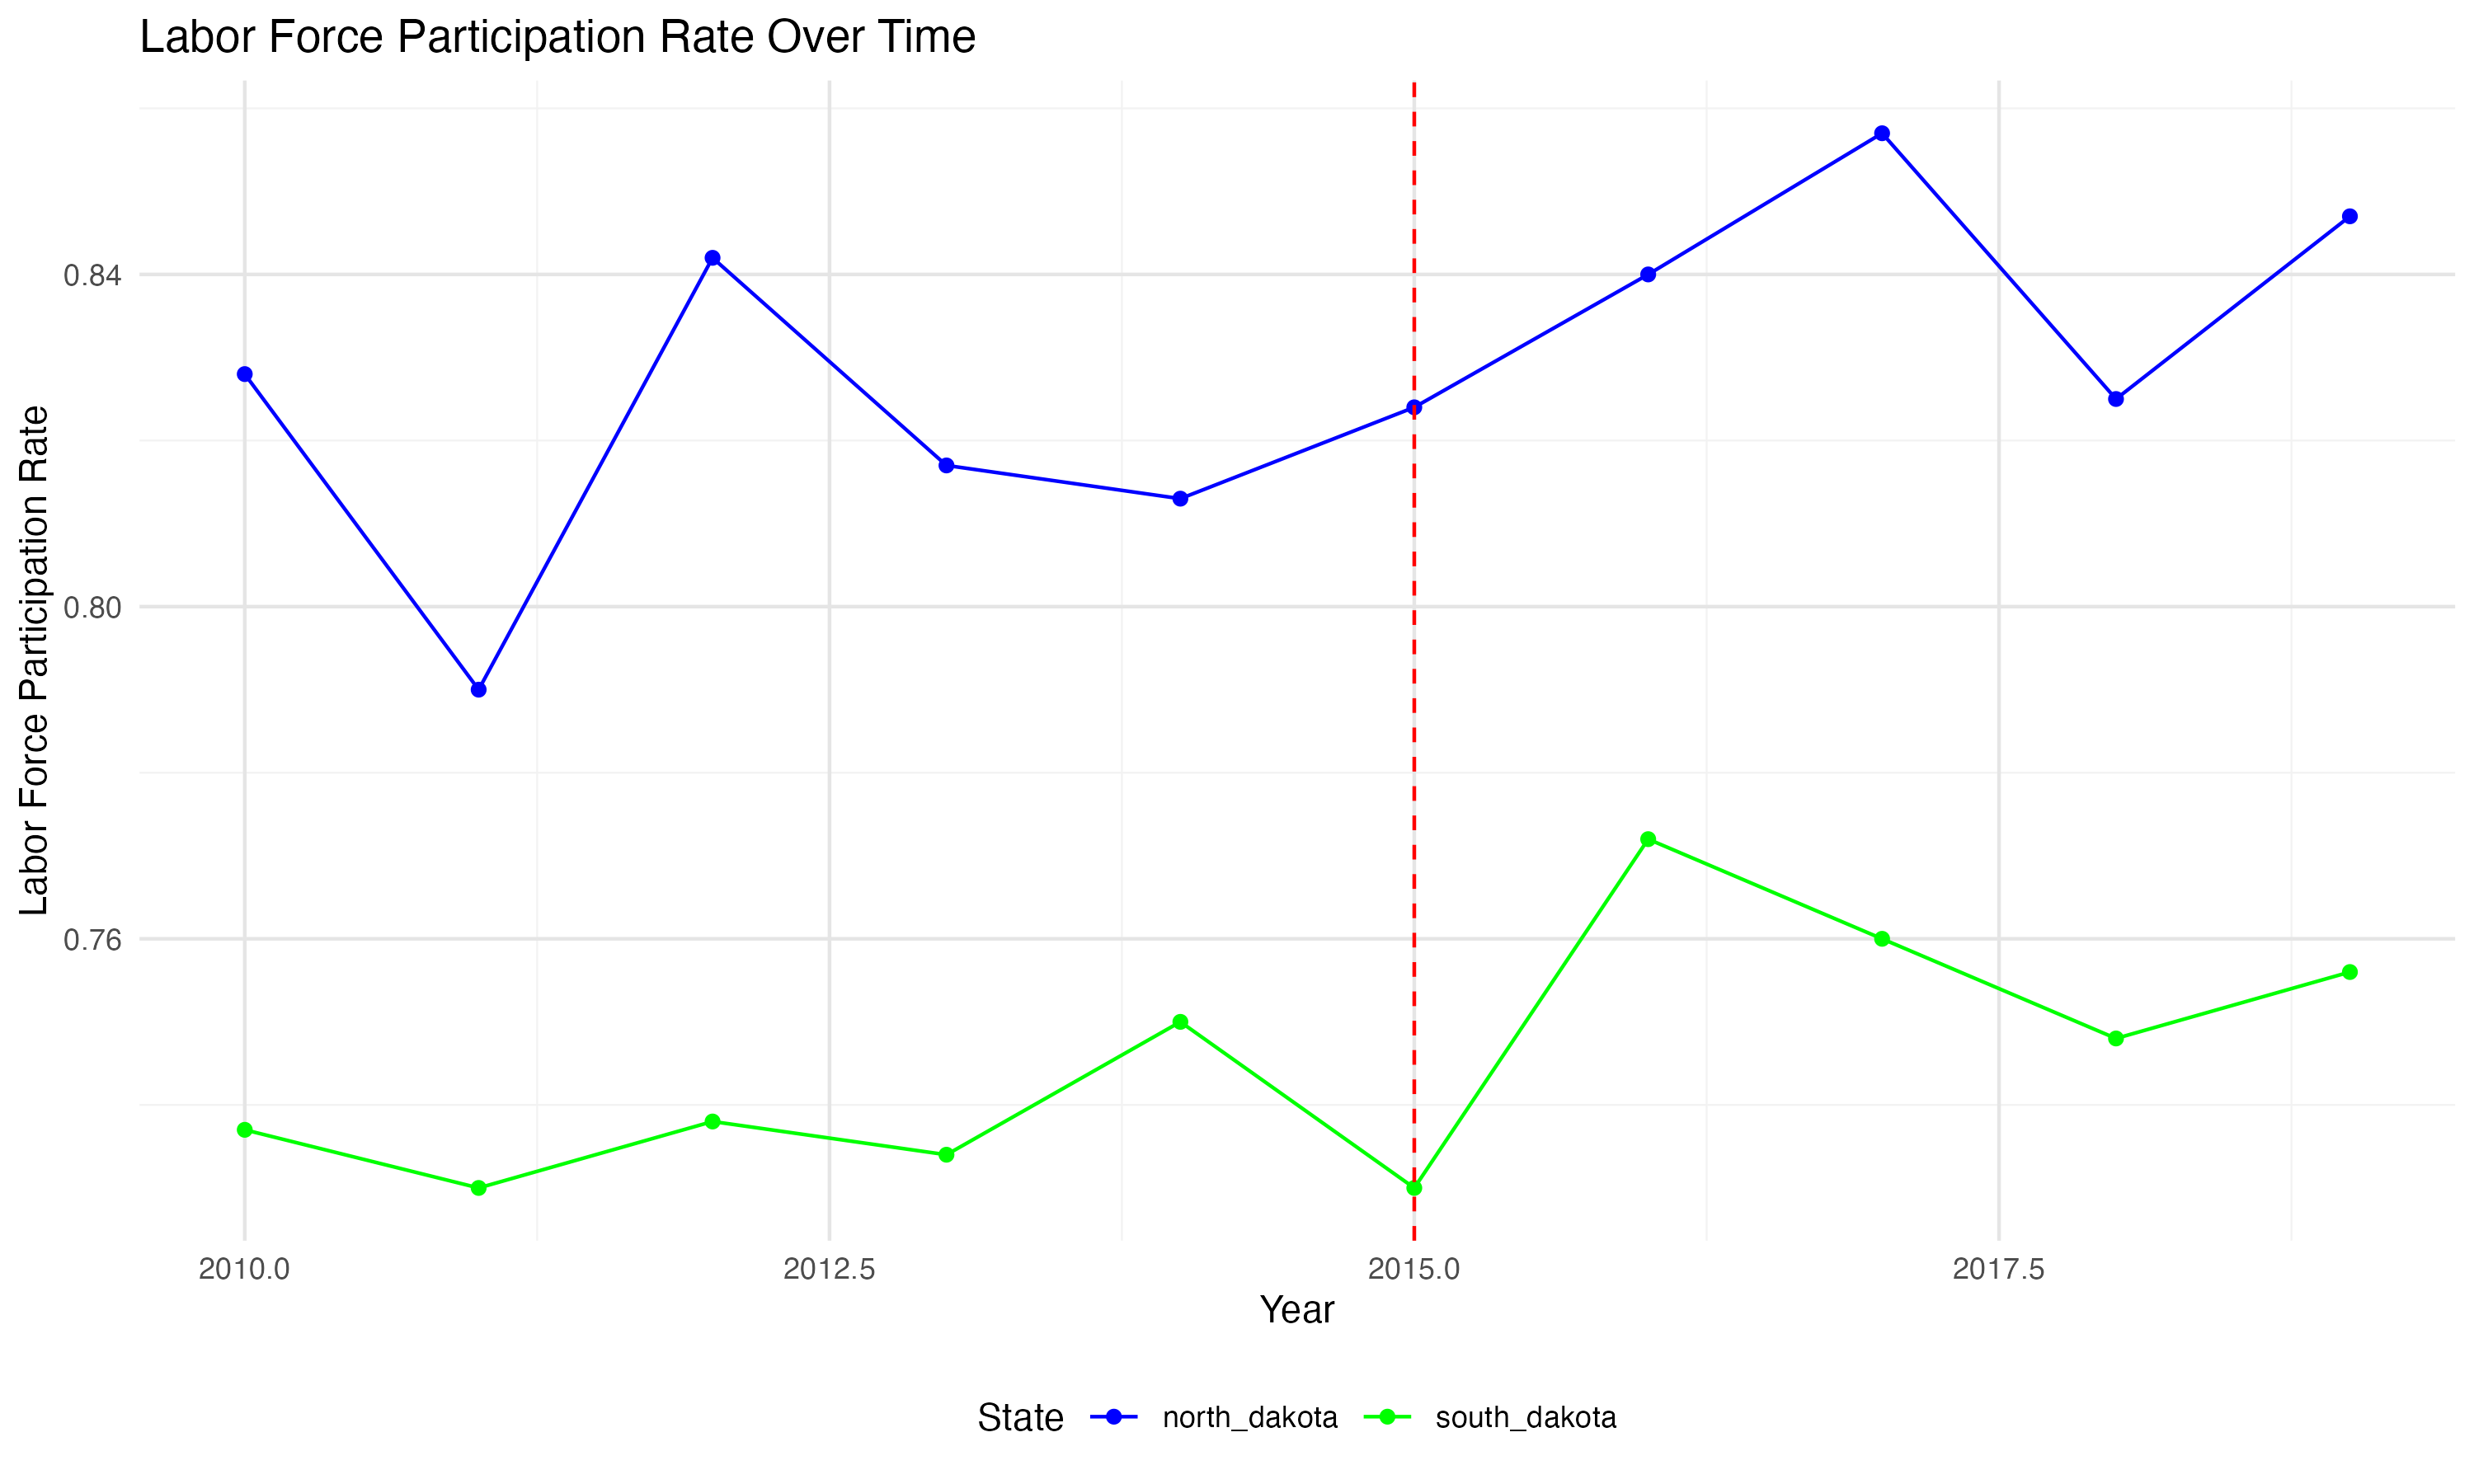 Labor Force Participation Rate Over Time
Labor Force Participation Rate
0.84
0.80
0.76
2010.0 2012.5 2015.0 2017.5
Year
State north_dakota south_dakota